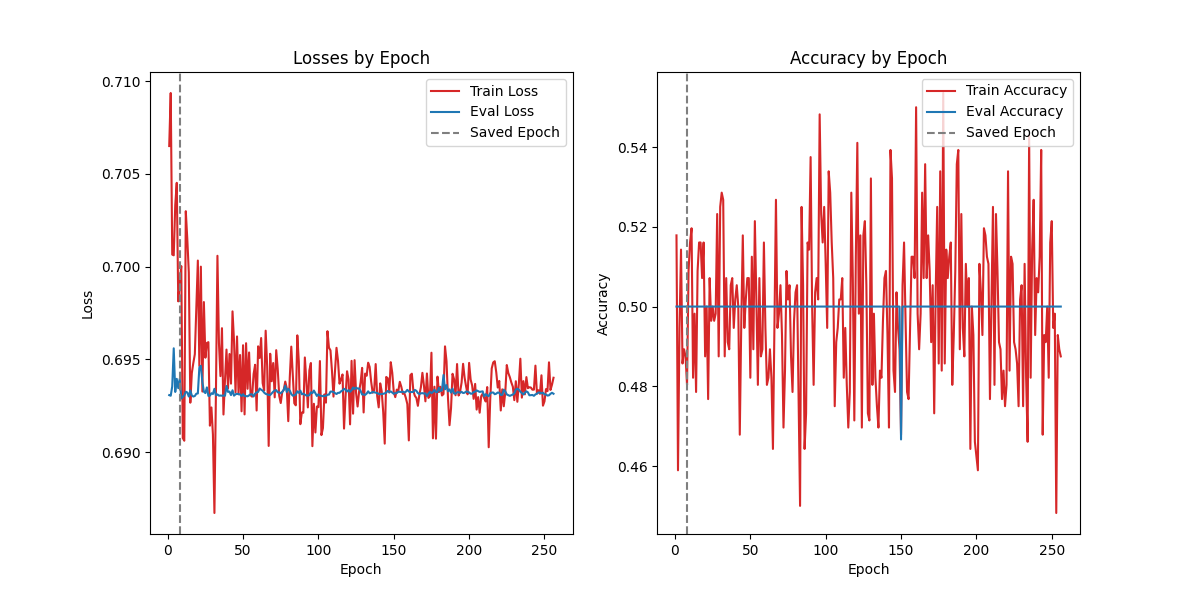 Losses by Epoch
0.710
0.705
0.700
0.695
0.690
Loss
0
50
100
150
200
250
Epoch
Train Loss
Eval Loss
Saved Epoch
Accuracy by Epoch
0.54
0.52
0.50
0.48
0.46
Accuracy
0
50
100
150
200
250
Epoch
Train Accuracy
Eval Accuracy
Saved Epoch